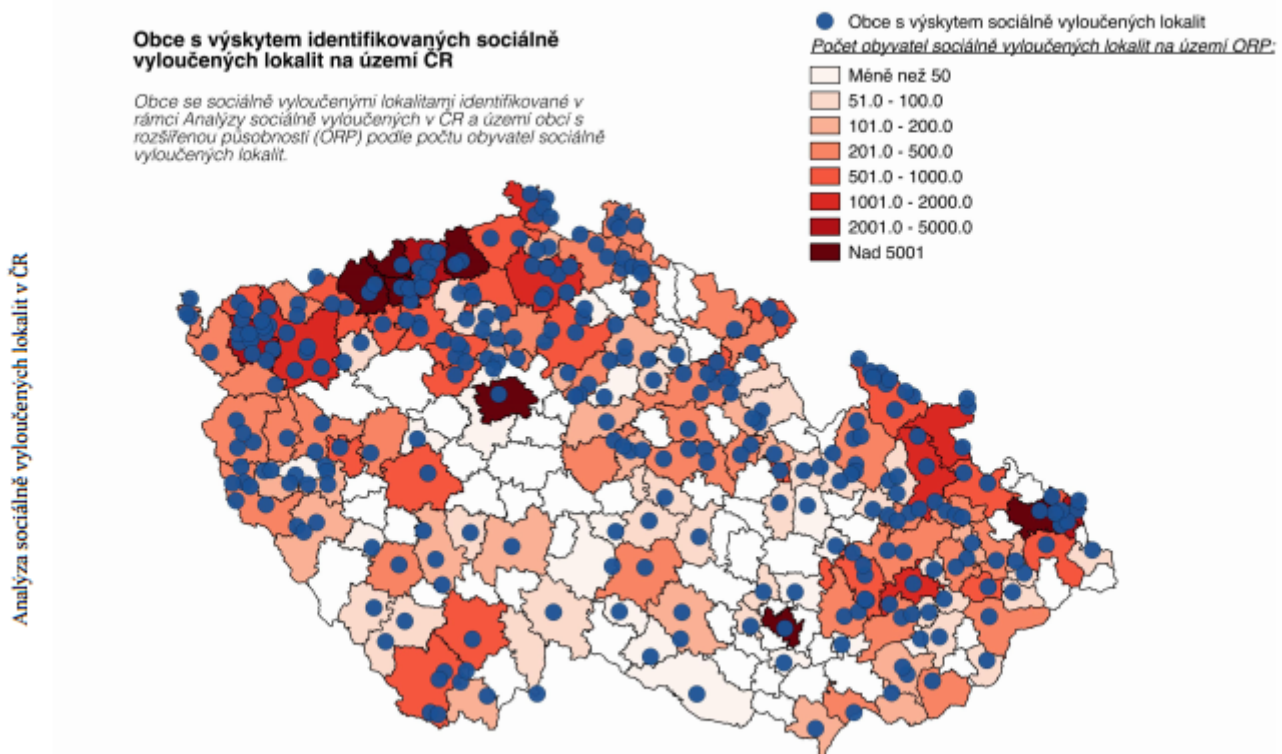 Obce s výskytem identifikovaných sociálně
vyloučených lokalit na území ČR
Obce se sociálně vyloučenými lokalitami identifikované v
rámci Analýzy sociálně vyloučených v ČR a území obcí s
rozšířenou působností (ORP) podle počtu obyvatel sociálně
vyloučených lokalit.
Obce s výskytem sociálně vyloučených lokalit
Počet obyvatel sociálně vyloučených lokalit na území ORP:
Méně než 50
51.0 - 100.0
101.0 - 200.0
201.0 - 500.0
501.0 - 1000.0
1001.0 - 2000.0
2001.0 - 5000.0
Nad 5001
Analýza sociálně vyloučených lokalit v ČR